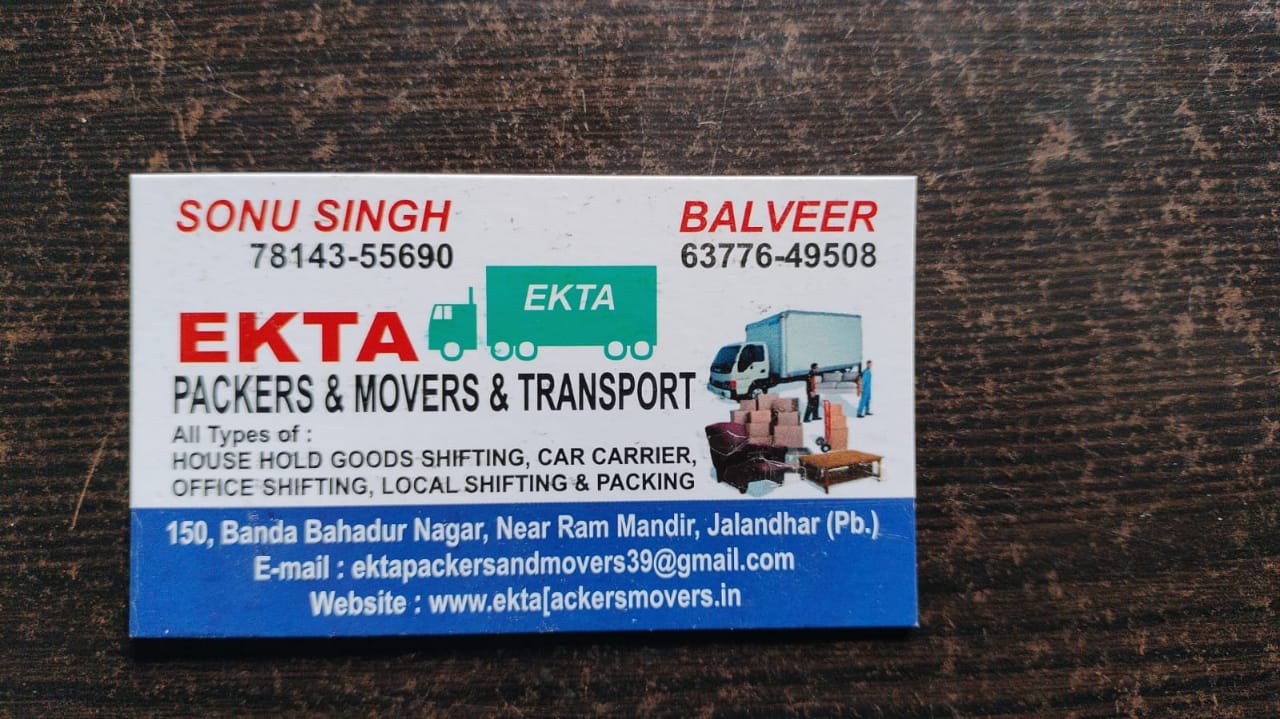 SONU SINGH
78143-55690
BALVEER
63776-49508
EKTA
EKTA
PACKERS & MOVERS & TRANSPORT
All Types of :
HOUSE HOLD GOODS SHIFTING, CAR CARRIER,
OFFICE SHIFTING, LOCAL SHIFTING & PACKING
150, Banda Bahadur Nagar, Near Ram Mandir, Jalandhar (Pb.)
E-mail : ektapackersandmovers39@gmail.com
Website : www.ekta[ackersmovers.in